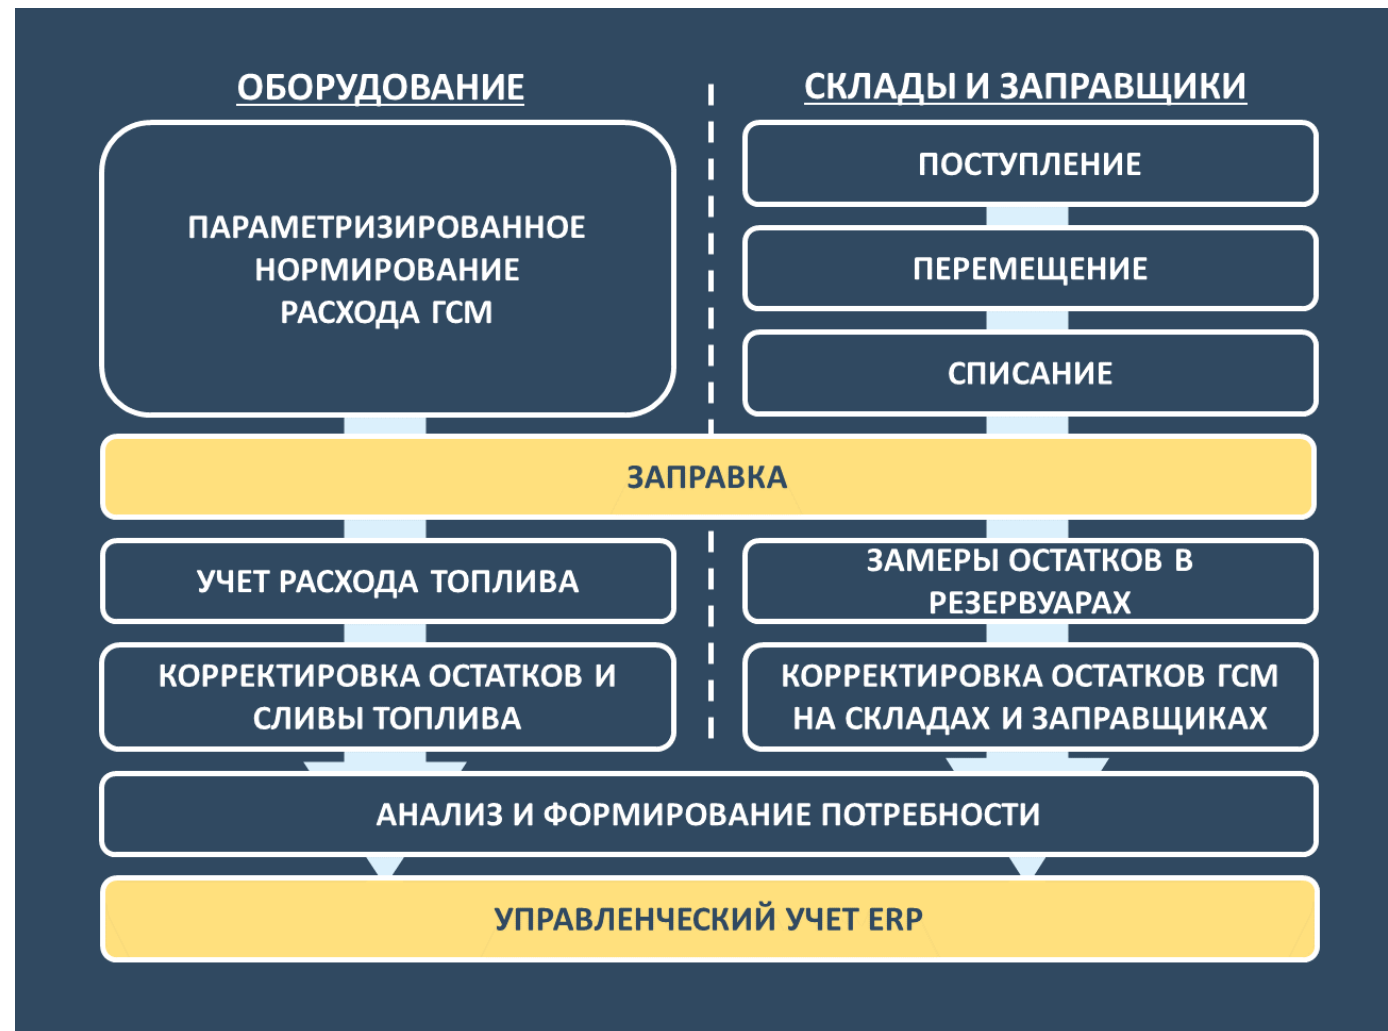 ОБОРУДОВАНИЕ
ПАРАМЕТРИЗИРОВАННОЕ
НОРМИРОВАНИЕ
РАСХОДА ГСМ
СКЛАДЫ И ЗАПРАВЩИКИ
ПОСТУПЛЕНИЕ
ПЕРЕМЕЩЕНИЕ
СПИСАНИЕ
ЗАПРАВКА
УЧЕТ РАСХОДА ТОПЛИВА
КОРРЕКТИРОВКА ОСТАТКОВ И
СЛИВЫ ТОПЛИВА
ЗАМЕРЫ ОСТАТКОВ В
РЕЗЕРВУАРАХ
КОРРЕКТИРОВКА ОСТАТКОВ ГСМ
НА СКЛАДАХ И ЗАПРАВЩИКАХ
АНАЛИЗ И ФОРМИРОВАНИЕ ПОТРЕБНОСТИ
УПРАВЛЕНЧЕСКИЙ УЧЕТ ERP